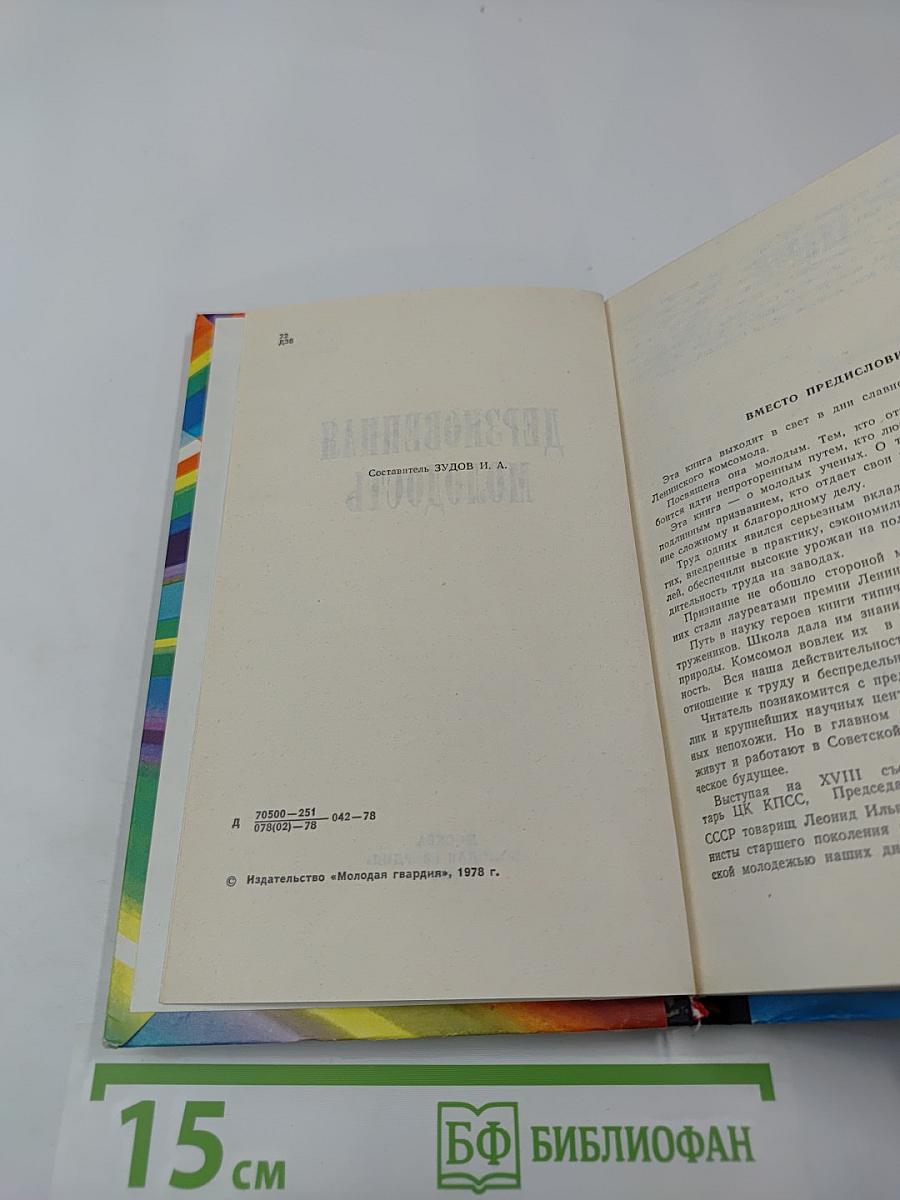 22
Д36
ДЕРЗНОВЕННАЯ
МОЛОДОСТЬ
Составитель ЗУДОВ И. А.
Д 70500—251
078(02)—78 042—78
© Издательство «Молодая гвардия», 1978 г.
ВМЕСТО ПРЕДИСЛОВИ
Эта книга выходит в свет в дни славно
Ленинского комсомола.
Посвящена она молодым. Тем, кто от
боится идти непроторенным путем, кто лю
Эта книга — о молодых ученых. О т
подлинным призванием, кто отдает свои
ние сложному и благородному делу.
Труд одних явился серьезным вклад
гих, внедренные в практику, сэкономил
лей, обеспечили высокие урожаи на пол
дительность труда на заводах.
Признание не обошло стороной м
них стали лауреатами премии Ленин
Путь в науку героев книги типич
тружеников. Школа дала им знани
природы. Комсомол вовлек их в
ность. Вся наша действительност
отношение к труду и беспредельн
Читатель познакомится с пред
лик и крупнейших научных цент
ных непохожи. Но в главном
живут и работают в Советской
ческое будущее.
Выступая на XVIII съ
тарь ЦК КПСС, Председа
СССР товарищ Леонид Иль
нисты старшего поколения
ской молодежью наших дн
15 см
БФ БИБЛИОФАН